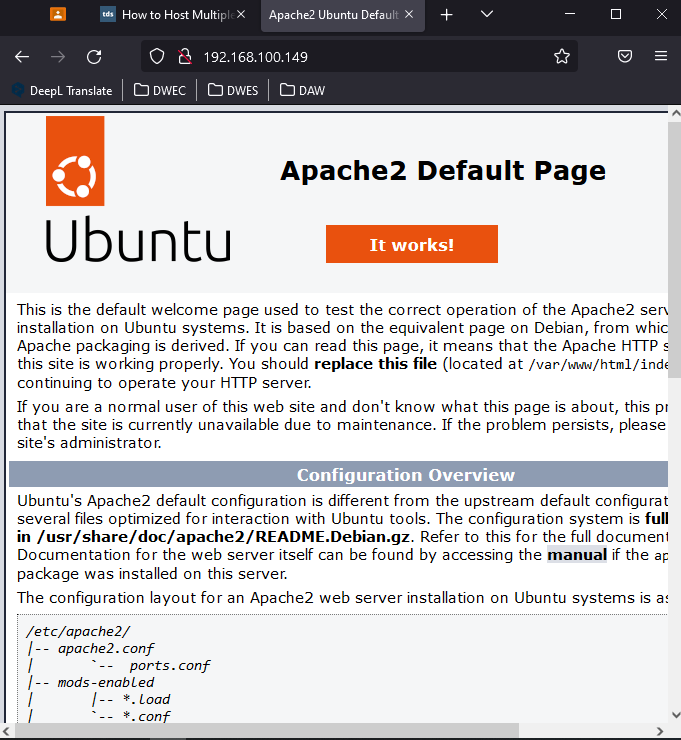 How to Host Multiple
Apache2 Ubuntu Default
192.168.100.149
DeepL Translate
DWEC
DWES
DAW
Apache2 Default Page
Ubuntu
It works!
This is the default welcome page used to test the correct operation of the Apache2 serv
installation on Ubuntu systems. It is based on the equivalent page on Debian, from whic
Apache packaging is derived. If you can read this page, it means that the Apache HTTP s
this site is working properly. You should replace this file (located at /var/www/html/inde
continuing to operate your HTTP server.
If you are a normal user of this web site and don't know what this page is about, this pr
that the site is currently unavailable due to maintenance. If the problem persists, please
site's administrator.
Configuration Overview
Ubuntu's Apache2 default configuration is different from the upstream default configurat
several files optimized for interaction with Ubuntu tools. The configuration system is full
in /usr/share/doc/apache2/README.Debian.gz. Refer to this for the full document
Documentation for the web server itself can be found by accessing the manual if the ap
package was installed on this server.
The configuration layout for an Apache2 web server installation on Ubuntu systems is as
/etc/apache2/
|-- apache2.conf
|       `--  ports.conf
|-- mods-enabled
|       |-- *.load
|       `-- *.conf